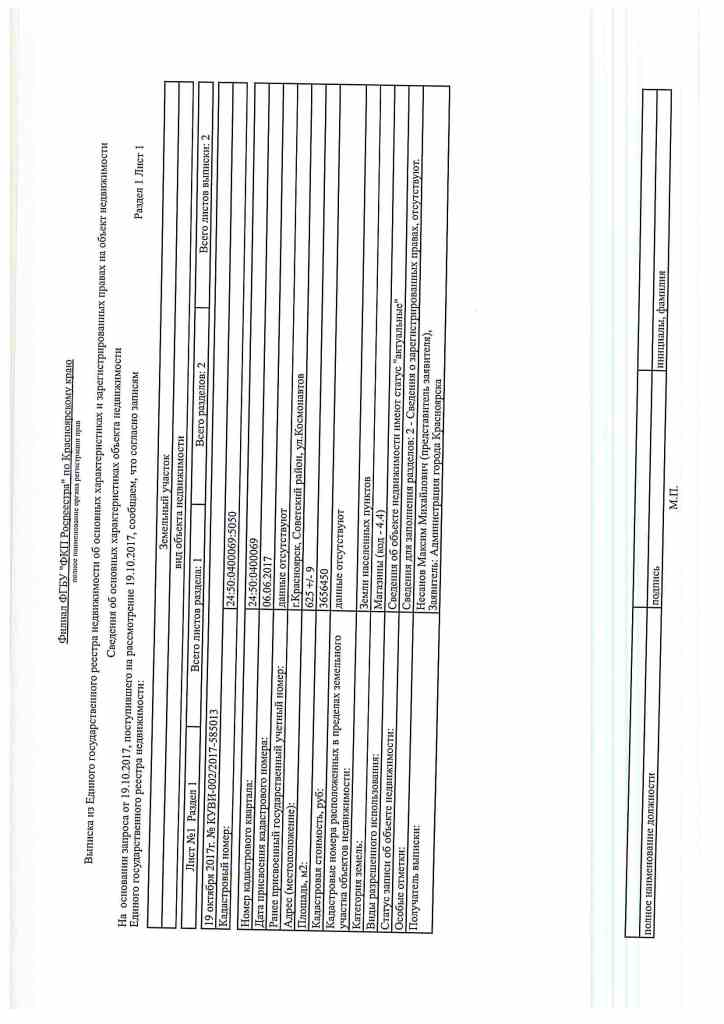 Филиал ФГБУ "ФКП Росреестра" по Красноярскому краю
полное наименование органа регистрации прав
Выписка из Единого государственного реестра недвижимости об основных характеристиках и зарегистрированных правах на объект недвижимости
Сведения об основных характеристиках объекта недвижимости
На основании запроса от 19.10.2017, поступившего на рассмотрение 19.10.2017, сообщаем, что согласно записям
Единого государственного реестра недвижимости:
Раздел 1 Лист 1
Земельный участок
вид объекта недвижимости
Лист №1 Раздел 1 Всего листов раздела: 1 Всего разделов: 2 Всего листов выписки: 2
19 октября 2017г. № КУВИ-002/2017-585013
Кадастровый номер: 24:50:0400069:5050
Номер кадастрового квартала: 24:50:0400069
Дата присвоения кадастрового номера: 06.06.2017
Ранее присвоенный государственный учетный номер: данные отсутствуют
Адрес (местоположение): г.Красноярск, Советский район, ул.Космонавтов
Площадь, м2: 625 +/- 9
Кадастровая стоимость, руб: 3656450
Кадастровые номера расположенных в пределах земельного
участка объектов недвижимости: данные отсутствуют
Категория земель: Земли населенных пунктов
Виды разрешенного использования: Магазины (код - 4.4)
Статус записи об объекте недвижимости: Сведения об объекте недвижимости имеют статус "актуальные"
Особые отметки: Сведения для заполнения разделов: 2 - Сведения о зарегистрированных правах, отсутствуют.
Получатель выписки: Несанов Максим Михайлович (представитель заявителя),
Заявитель: Администрация города Красноярска
полное наименование должности подпись инициалы, фамилия
М.П.